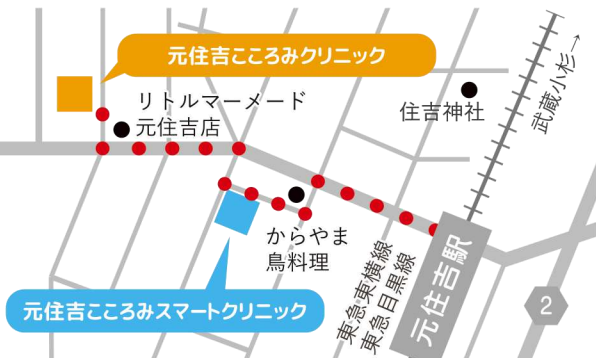 元住吉こころみクリニック
リトルマーメード
元住吉店
住吉神社
武蔵小杉→
からやま
鳥料理
東急東横線
東急目黒線
元住吉駅
元住吉こころみスマートクリニック
2